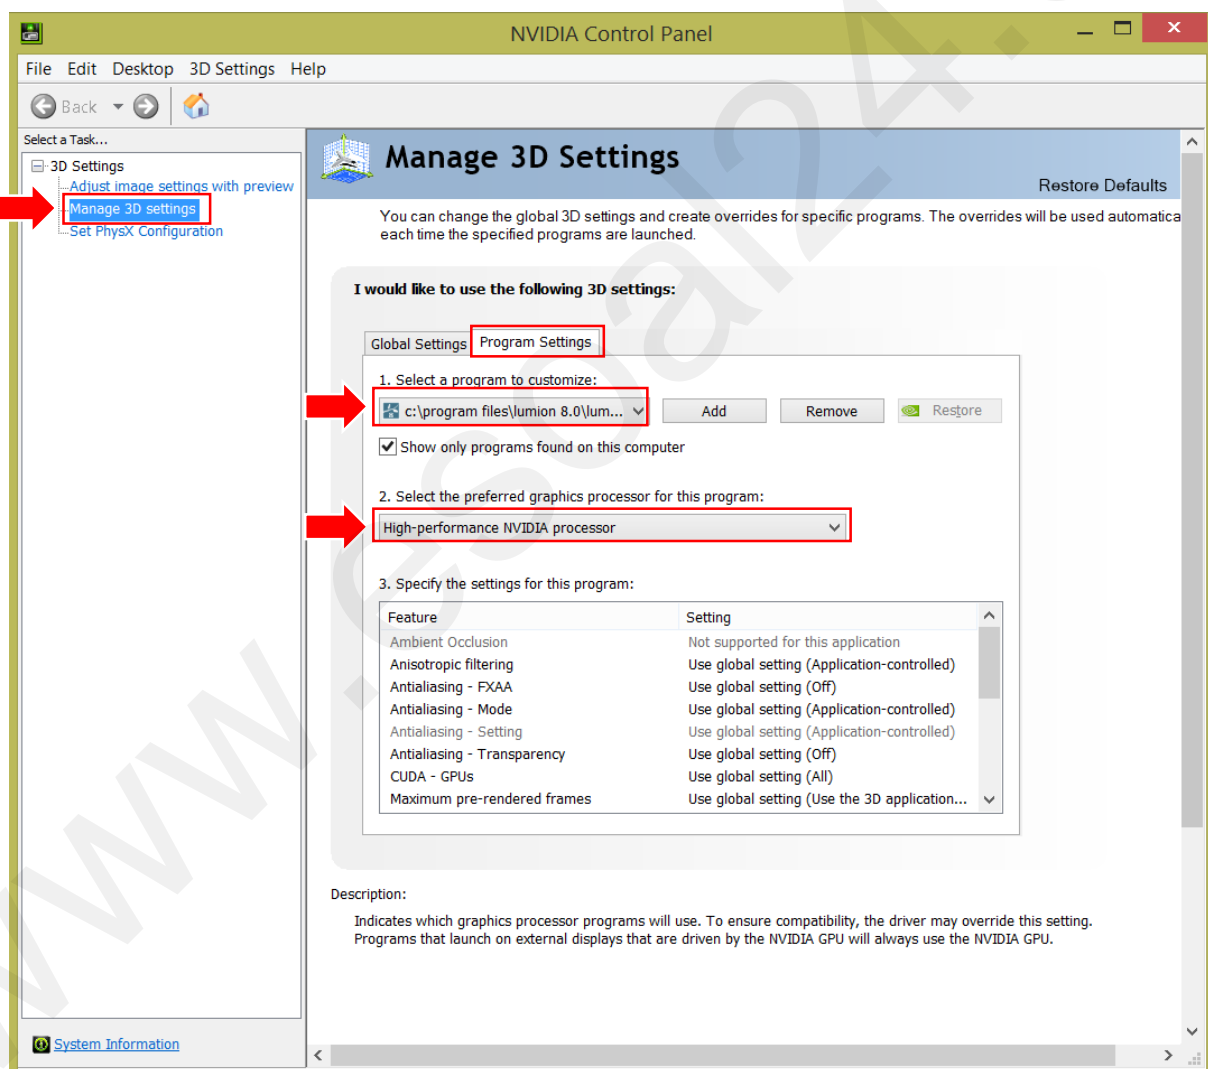 NVIDIA Control Panel
File Edit Desktop 3D Settings Help
Back
Select a Task...
3D Settings
Adjust image settings with preview
Manage 3D settings
Set PhysX Configuration
System Information
Manage 3D Settings
Restore Defaults
You can change the global 3D settings and create overrides for specific programs. The overrides will be used automatica
each time the specified programs are launched.
I would like to use the following 3D settings:
Global Settings Program Settings
1. Select a program to customize:
c:\program files\lumion 8.0\lum... Add Remove Restore
Show only programs found on this computer
2. Select the preferred graphics processor for this program:
High-performance NVIDIA processor
3. Specify the settings for this program:
Feature Setting
Ambient Occlusion Not supported for this application
Anisotropic filtering Use global setting (Application-controlled)
Antialiasing - FXAA Use global setting (Off)
Antialiasing - Mode Use global setting (Application-controlled)
Antialiasing - Setting Use global setting (Application-controlled)
Antialiasing - Transparency Use global setting (Off)
CUDA - GPUs Use global setting (All)
Maximum pre-rendered frames Use global setting (Use the 3D application...
Description:
Indicates which graphics processor programs will use. To ensure compatibility, the driver may override this setting.
Programs that launch on external displays that are driven by the NVIDIA GPU will always use the NVIDIA GPU.